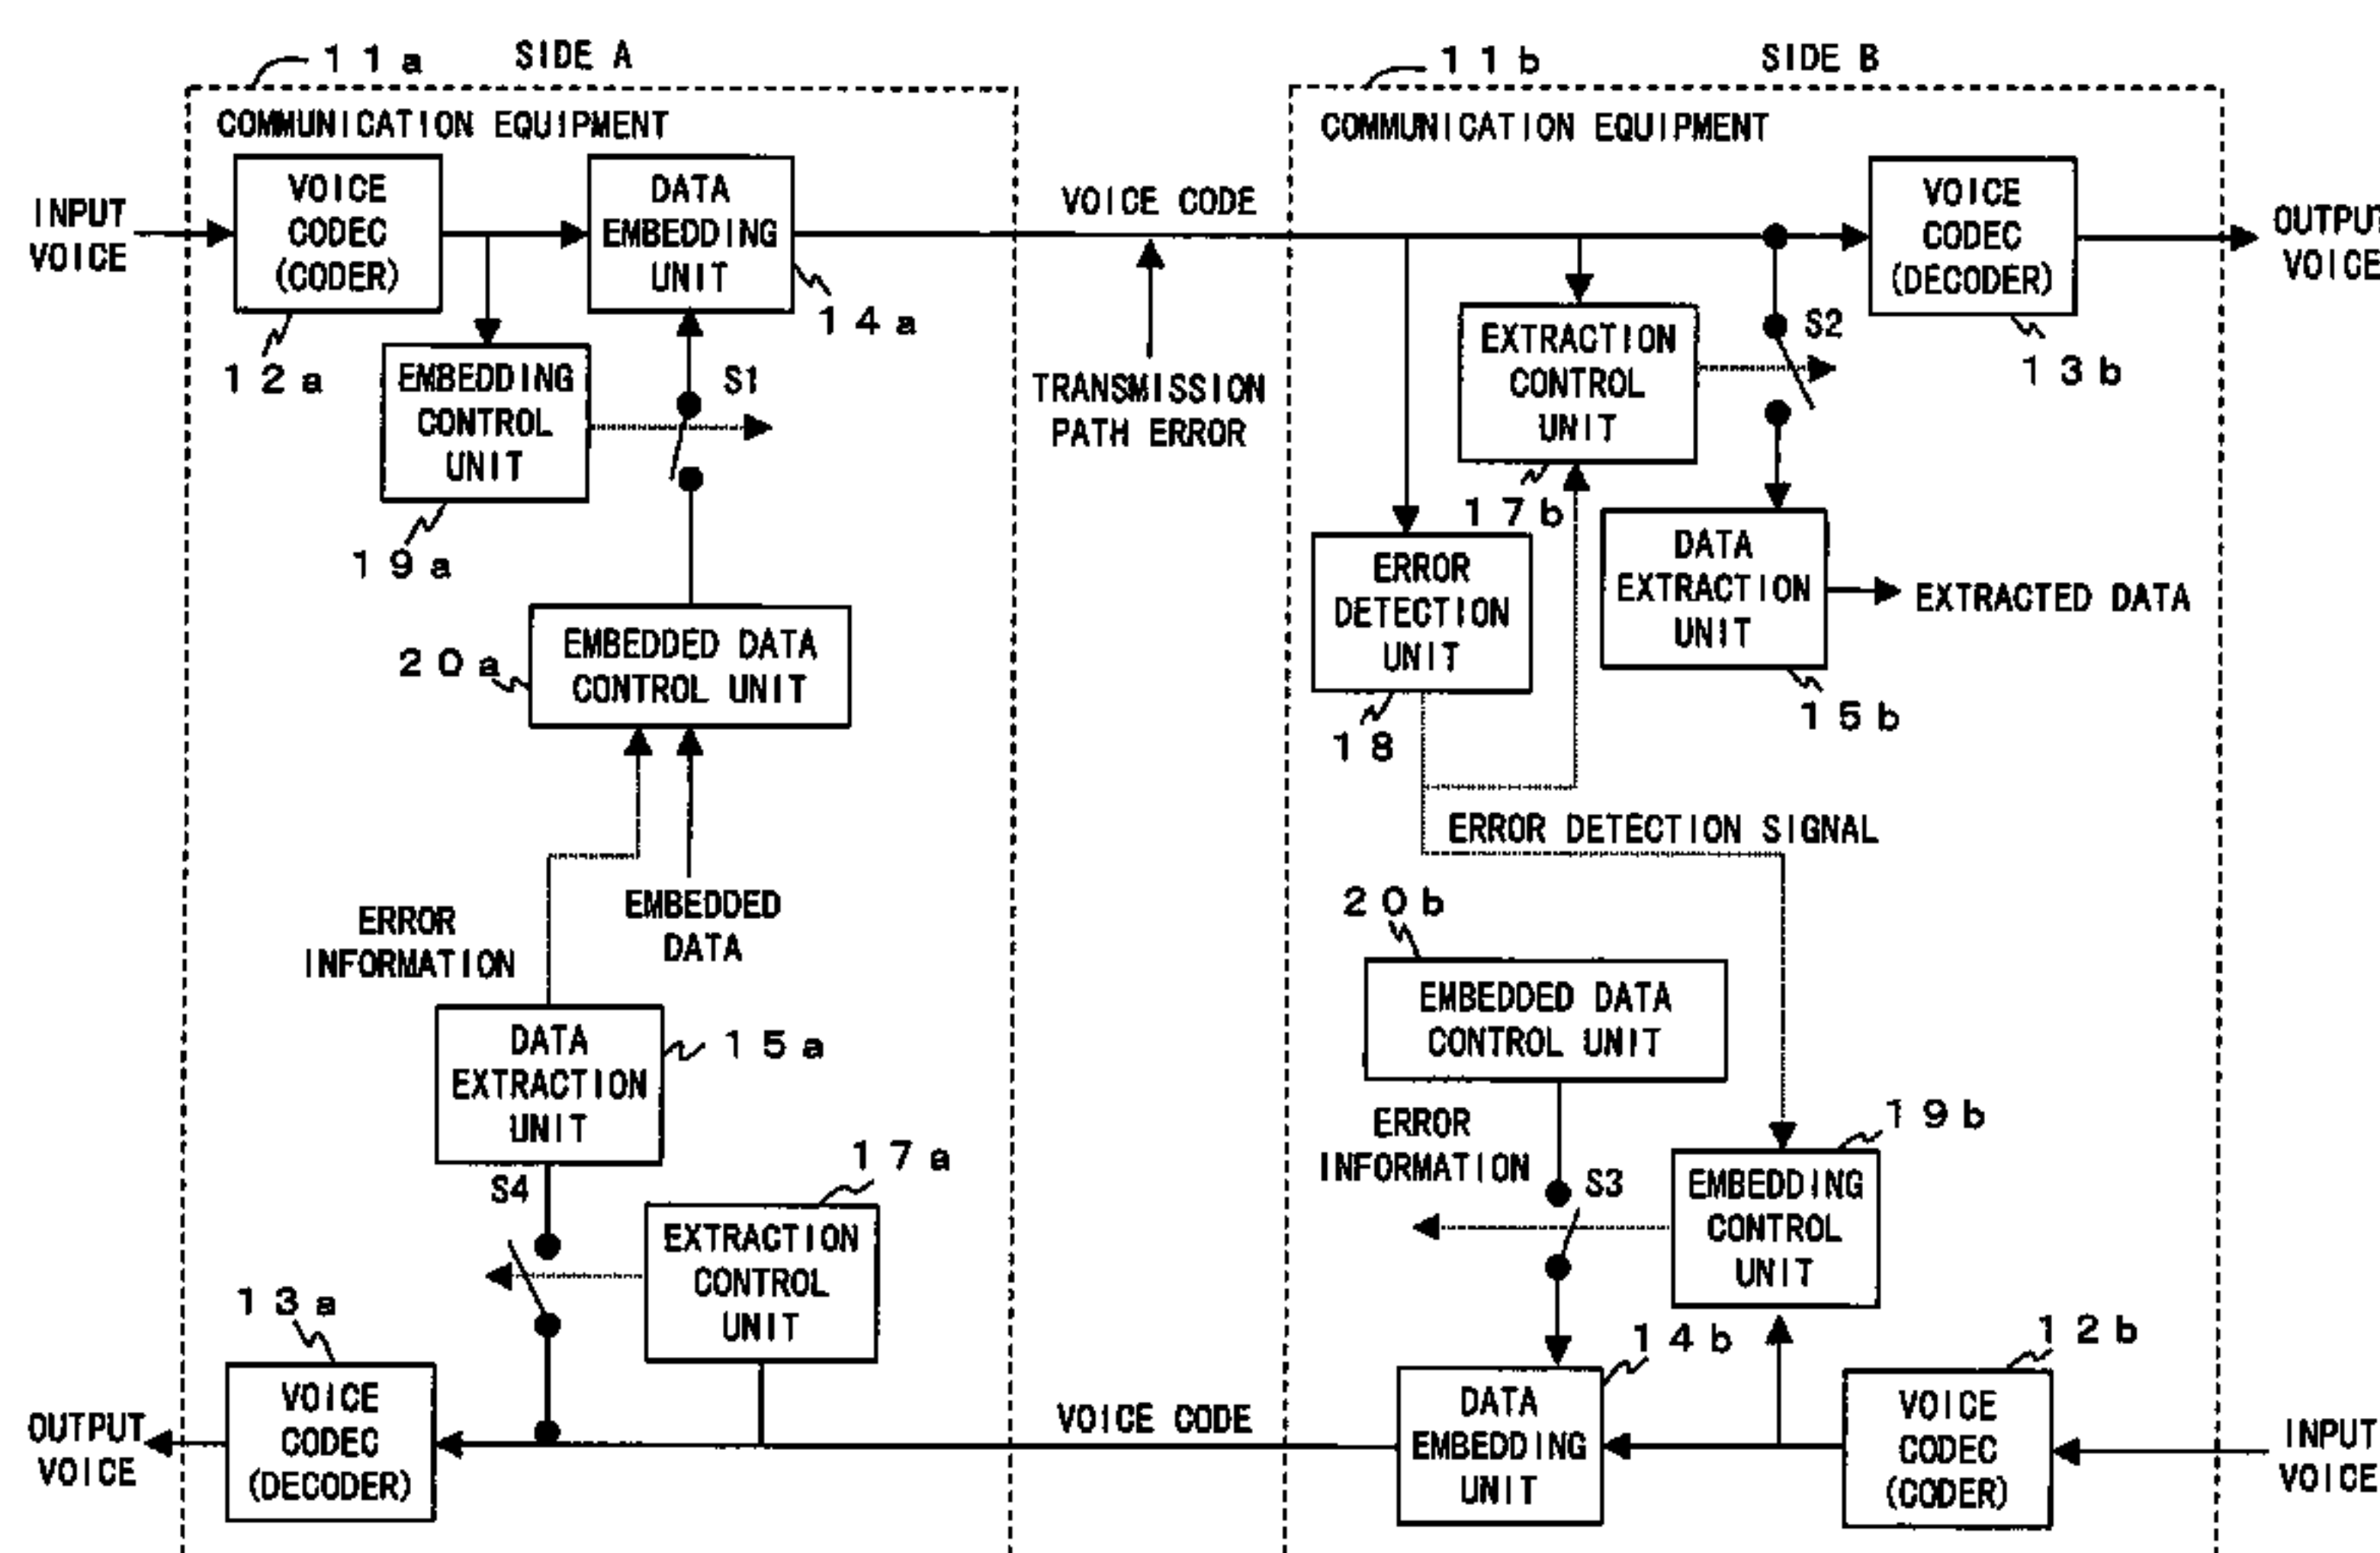 11a
SIDE A
11b
SIDE B
COMMUNICATION EQUIPMENT
COMMUNICATION EQUIPMENT
INPUT
VOICE
VOICE
CODEC
(CODER)
12a
DATA
EMBEDDING
UNIT
14a
EMBEDDING
CONTROL
UNIT
19a
S1
VOICE CODE
TRANSMISSION
PATH ERROR
EXTRACTION
CONTROL
UNIT
17b
S2
VOICE
CODEC
(DECODER)
13b
OUTPUT
VOICE
ERROR
DETECTION
UNIT
18
DATA
EXTRACTION
UNIT
15b
EXTRACTED DATA
20a
EMBEDDED DATA
CONTROL UNIT
ERROR DETECTION SIGNAL
ERROR
INFORMATION
EMBEDDED
DATA
20b
EMBEDDED DATA
CONTROL UNIT
DATA
EXTRACTION
UNIT
15a
S4
17a
EXTRACTION
CONTROL
UNIT
ERROR
INFORMATION
S3
19b
EMBEDDING
CONTROL
UNIT
13a
VOICE
CODEC
(DECODER)
OUTPUT
VOICE
VOICE CODE
14b
DATA
EMBEDDING
UNIT
12b
VOICE
CODEC
(CODER)
INPUT
VOICE